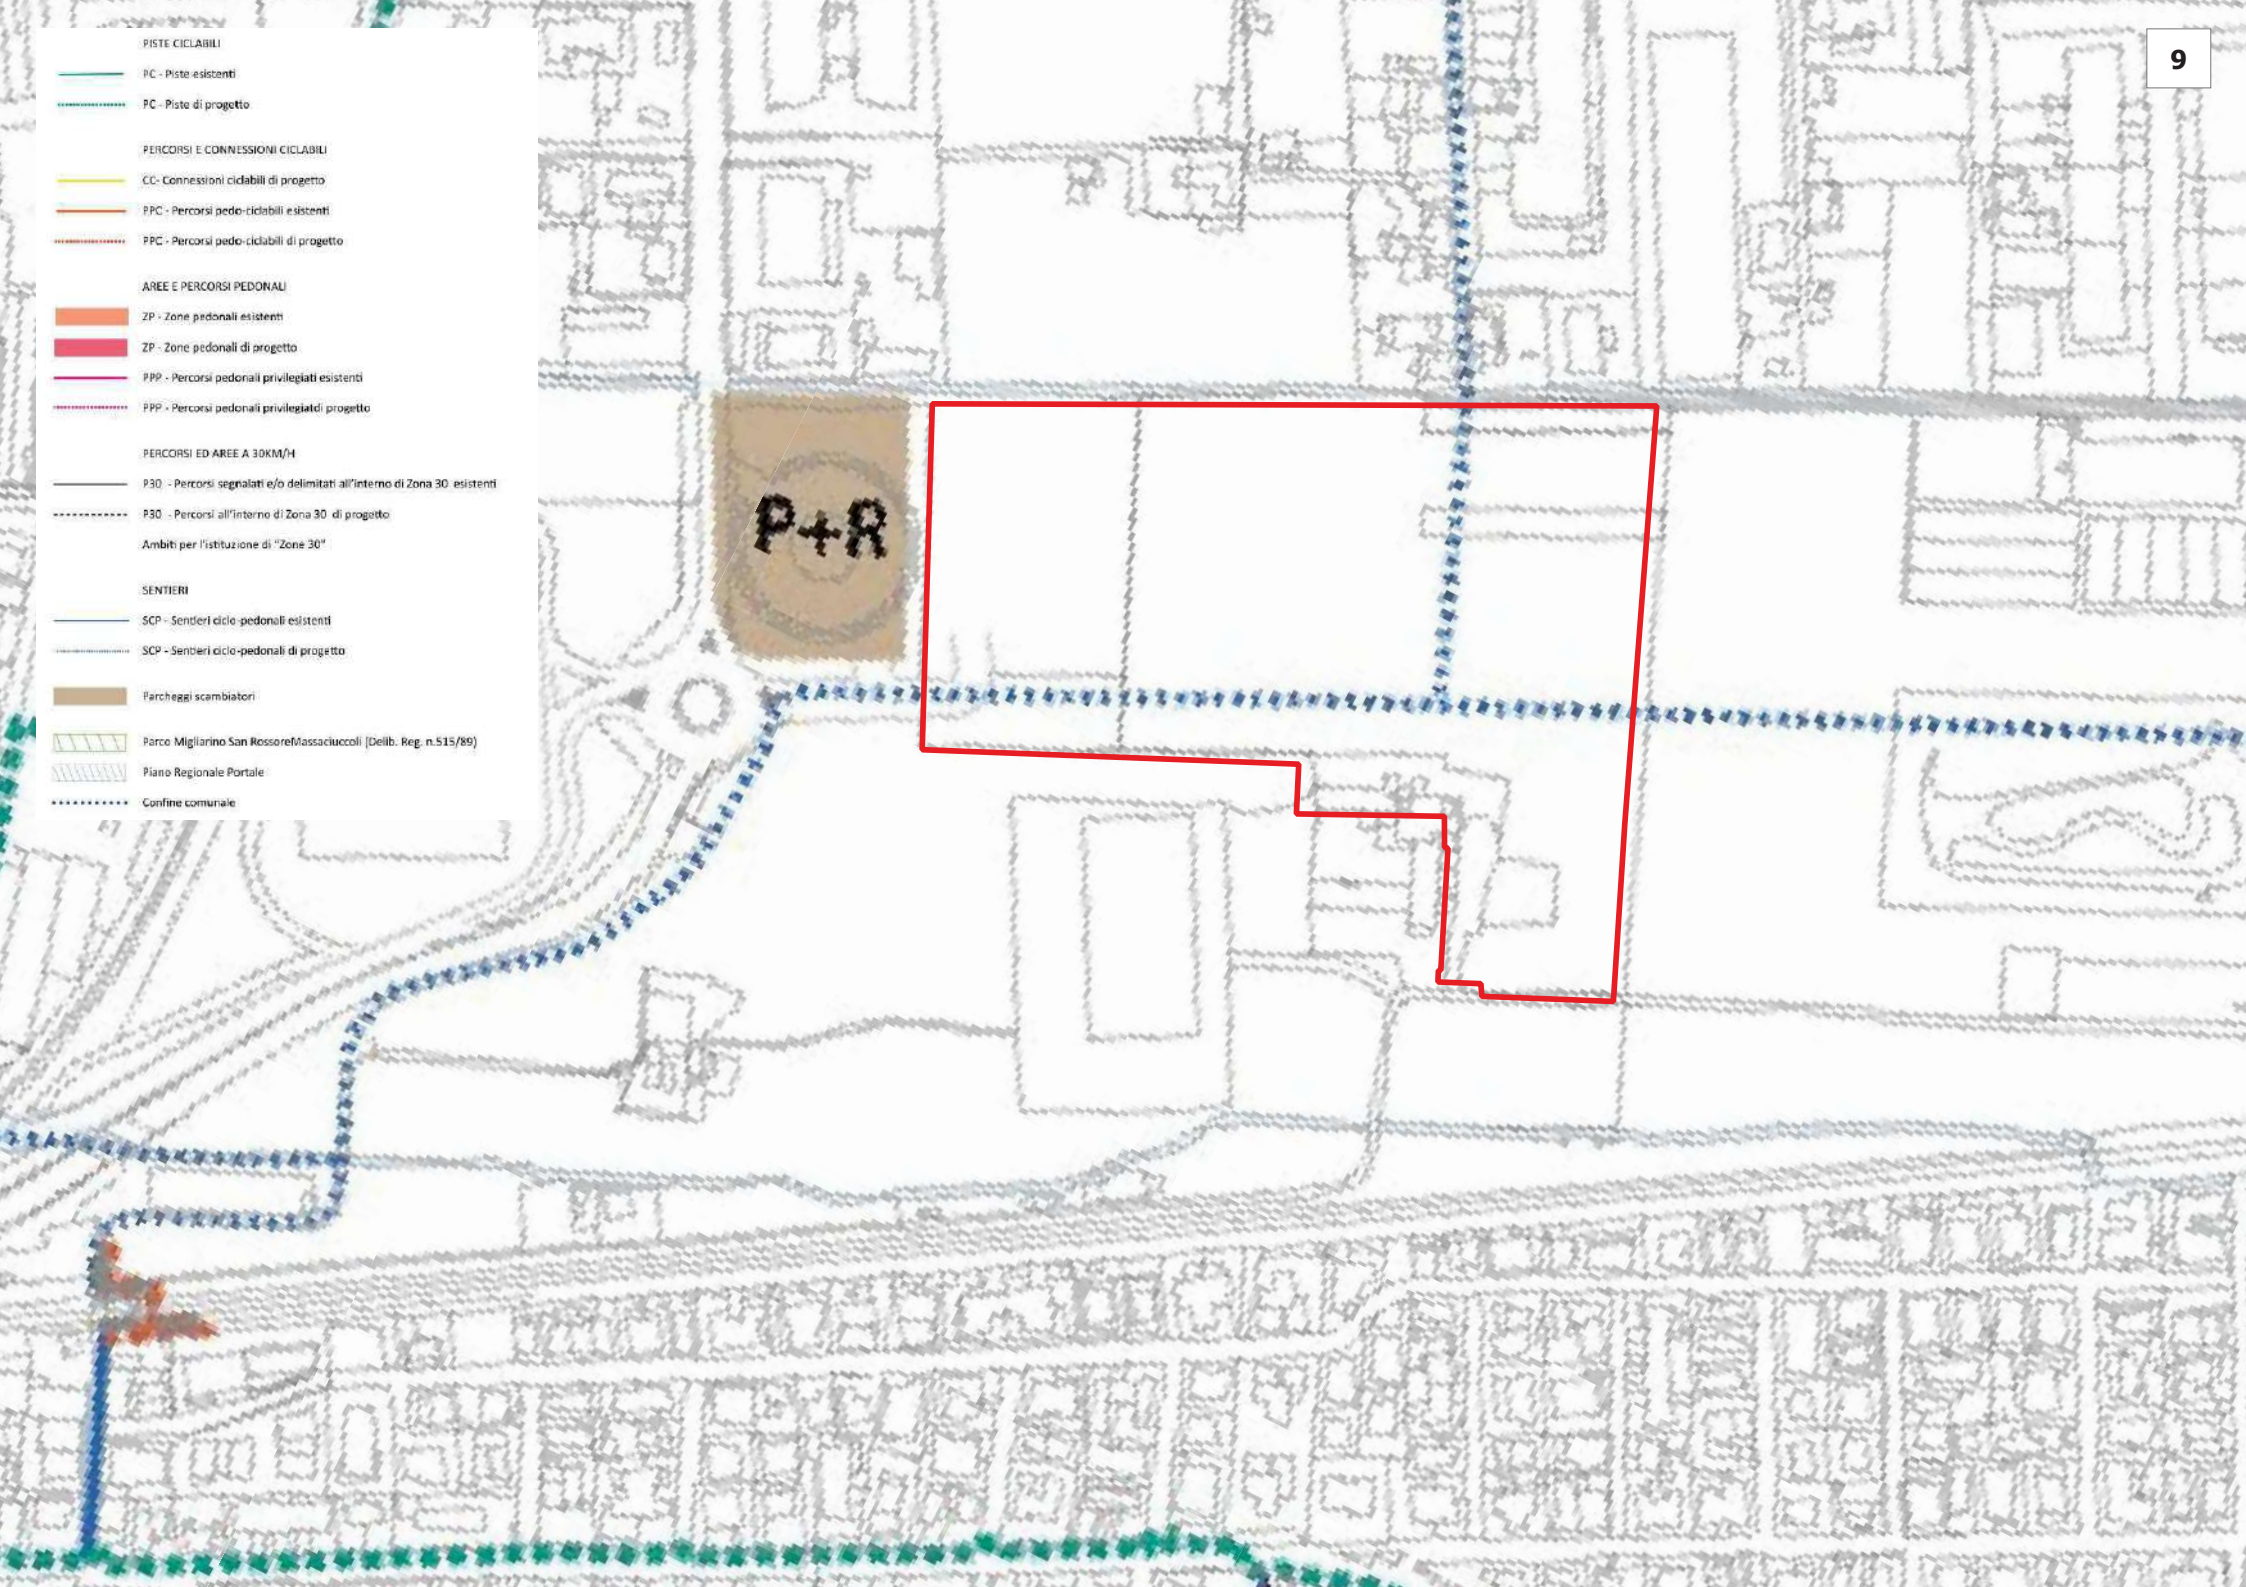 PISTE CICLABILI
PC - Piste esistenti
PC - Piste di progetto
PERCORSI E CONNESSIONI CICLABILI
CC- Connessioni ciclabili di progetto
PPC - Percorsi pedo-ciclabili esistenti
PPC - Percorsi pedo-ciclabili di progetto
AREE E PERCORSI PEDONALI
ZP - Zone pedonali esistenti
ZP - Zone pedonali di progetto
PPP - Percorsi pedonali privilegiati esistenti
PPP - Percorsi pedonali privilegiatdi progetto
PERCORSI ED AREE A 30KM/H
P30 - Percorsi segnalati e/o delimitati all'interno di Zona 30 esistenti
P30 - Percorsi all'interno di Zona 30 di progetto
Ambiti per l'istituzione di "Zone 30"
SENTIERI
SCP - Sentieri ciclo-pedonali esistenti
SCP - Sentieri ciclo-pedonali di progetto
Parcheggi scambiatori
Parco Migliarino San RossoreMassaciuccoli (Delib. Reg. n.515/89)
Piano Regionale Portale
Confine comunale
9
P+R